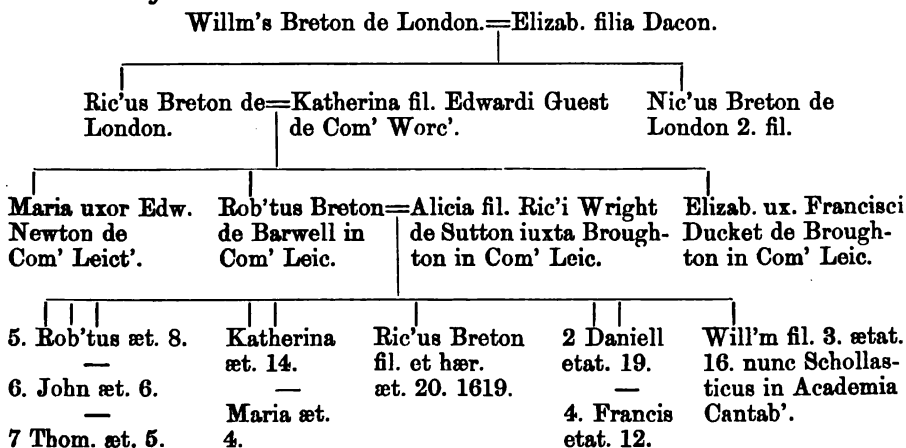 Willm's Breton de London.=Elizab. filia Dacon.
Ric'us Breton de=Katherina fil. Edwardi Guest
London.
de Com' Worc'.
Nic'us Breton de
London 2. fil.
Maria uxor Edw.
Newton de
Com' Leict'.
Rob'tus Breton=Alicia fil. Ric'i Wright
de Barwell in
Com' Leic.
de Sutton iuxta Brough-
ton in Com' Leic.
Elizab. ux. Francisci
Ducket de Brough-
ton in Com' Leic.
5. Rob'tus æt. 8.
—
6. John æt. 6.
—
7 Thom. æt. 5.
Katherina
æt. 14.
—
Maria æt.
4.
Ric'us Breton
fil. et hær.
æt. 20. 1619.
2 Daniell
etat. 19.
—
4. Francis
etat. 12.
Will'm fil. 3. ætat.
16. nunc Schollas-
ticus in Academia
Cantab'.